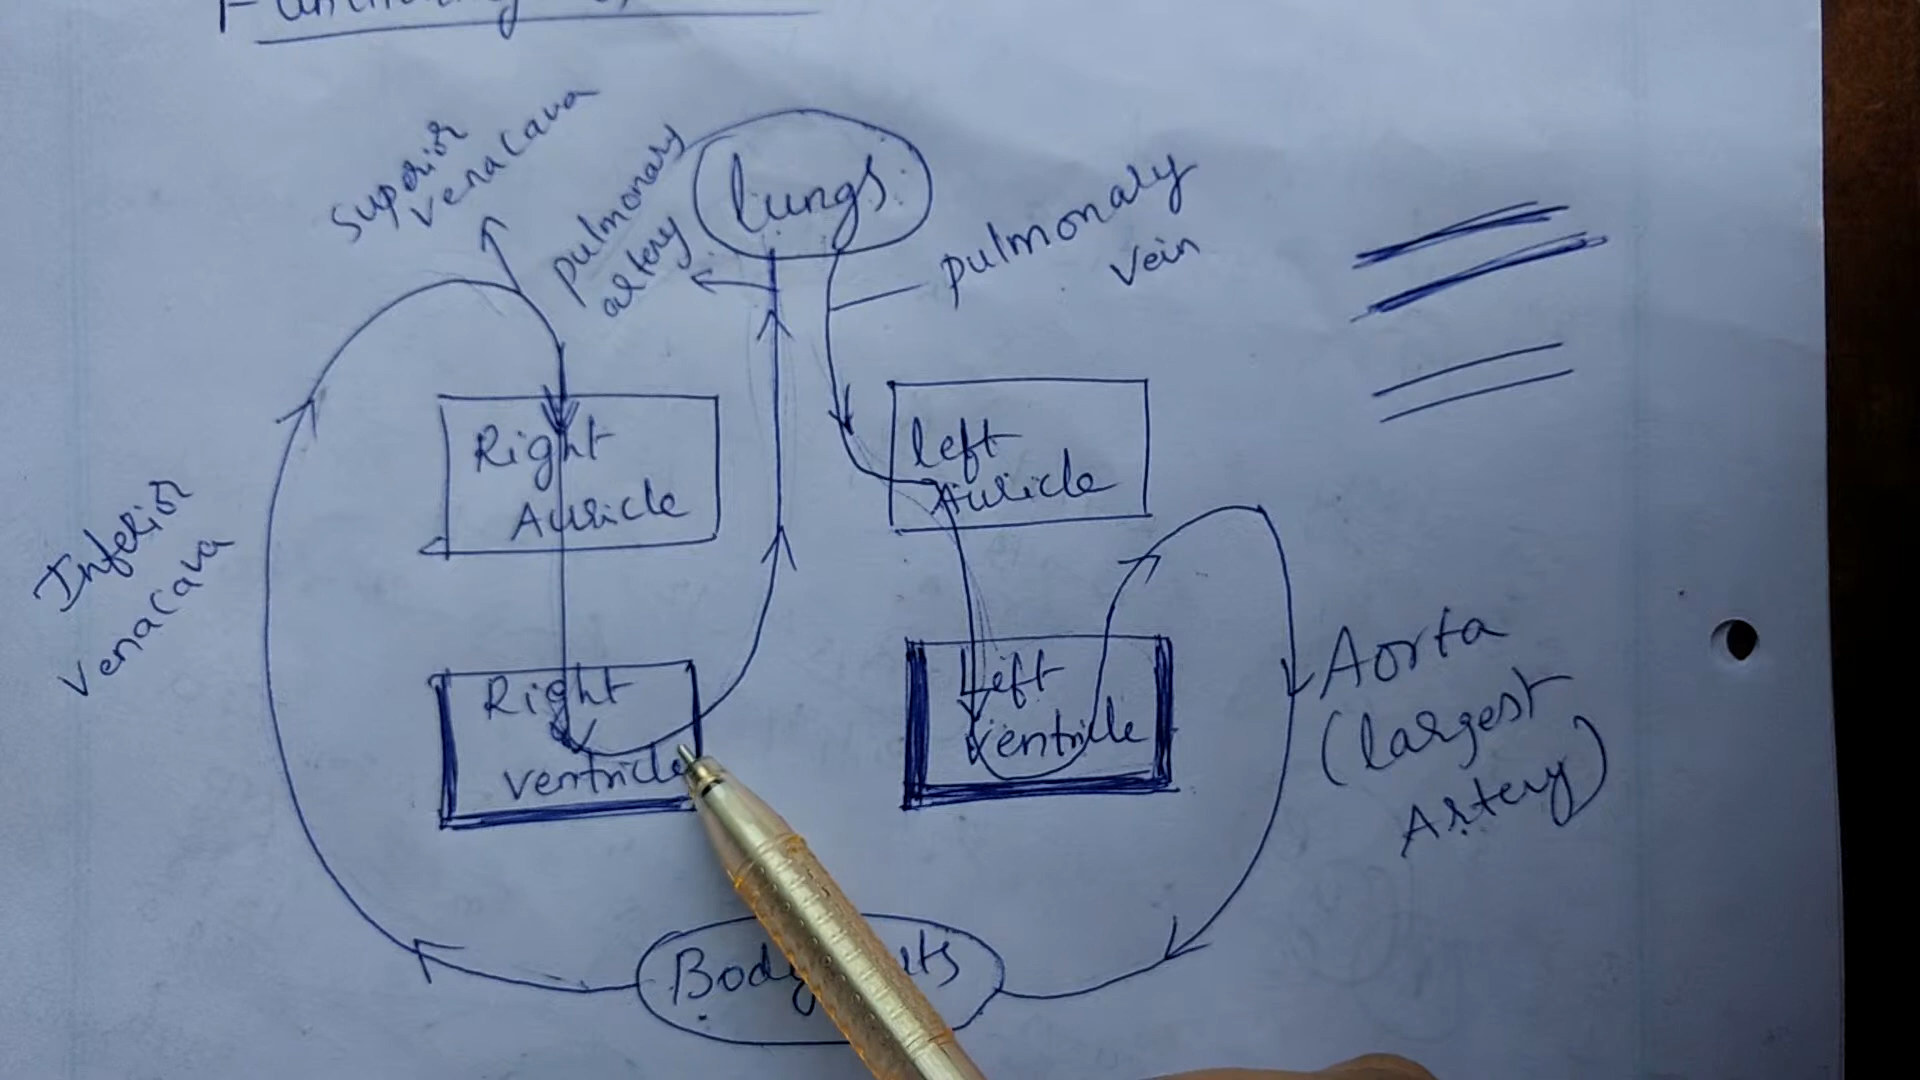 Superior
venacava
pulmonary
artery
lungs
pulmonary
vein
Right
Auricle
left
Auricle
Inferior
venacava
Right
ventricle
Left
ventricle
Aorta
(largest
Artery)
Body